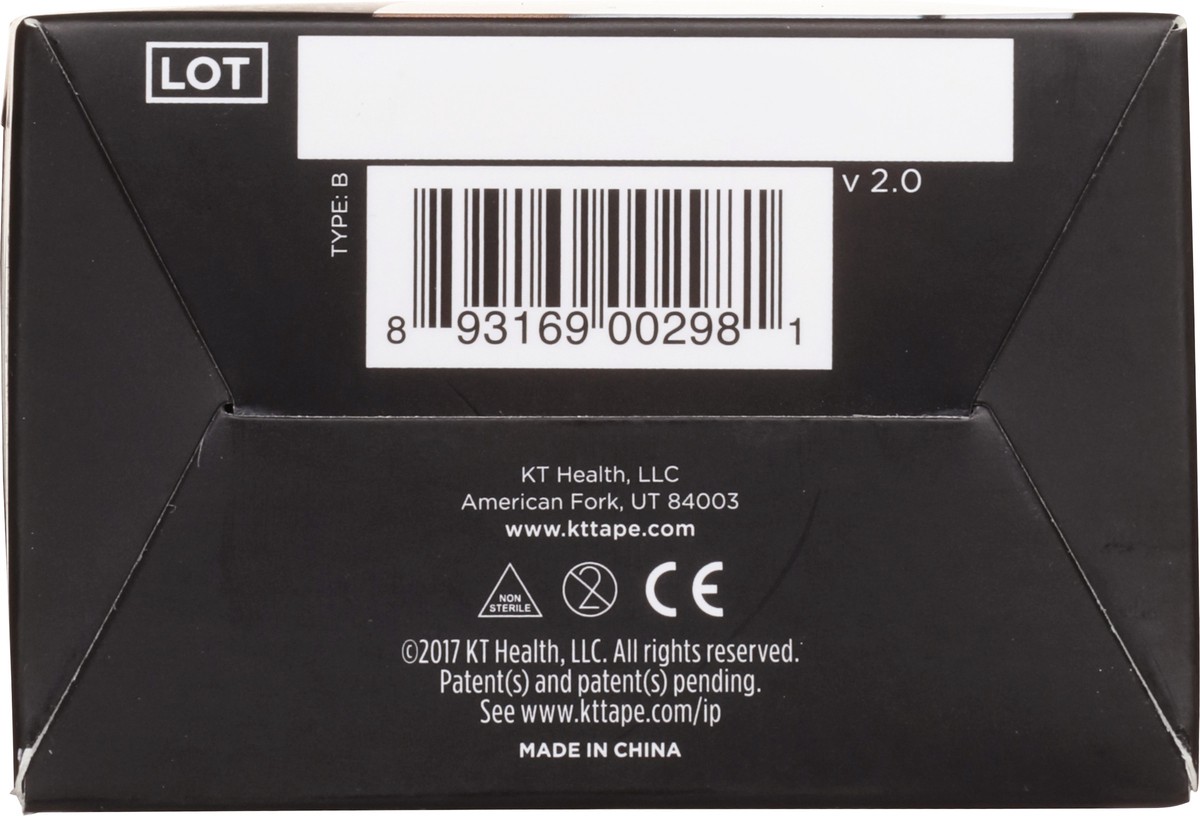 LOT
TYPE: B
v 2.0
8 93169 00298 1
KT Health, LLC
American Fork, UT 84003
www.kttape.com
NON
STERILE
2
CE
©2017 KT Health, LLC. All rights reserved.
Patent(s) and patent(s) pending.
See www.kttape.com/ip
MADE IN CHINA